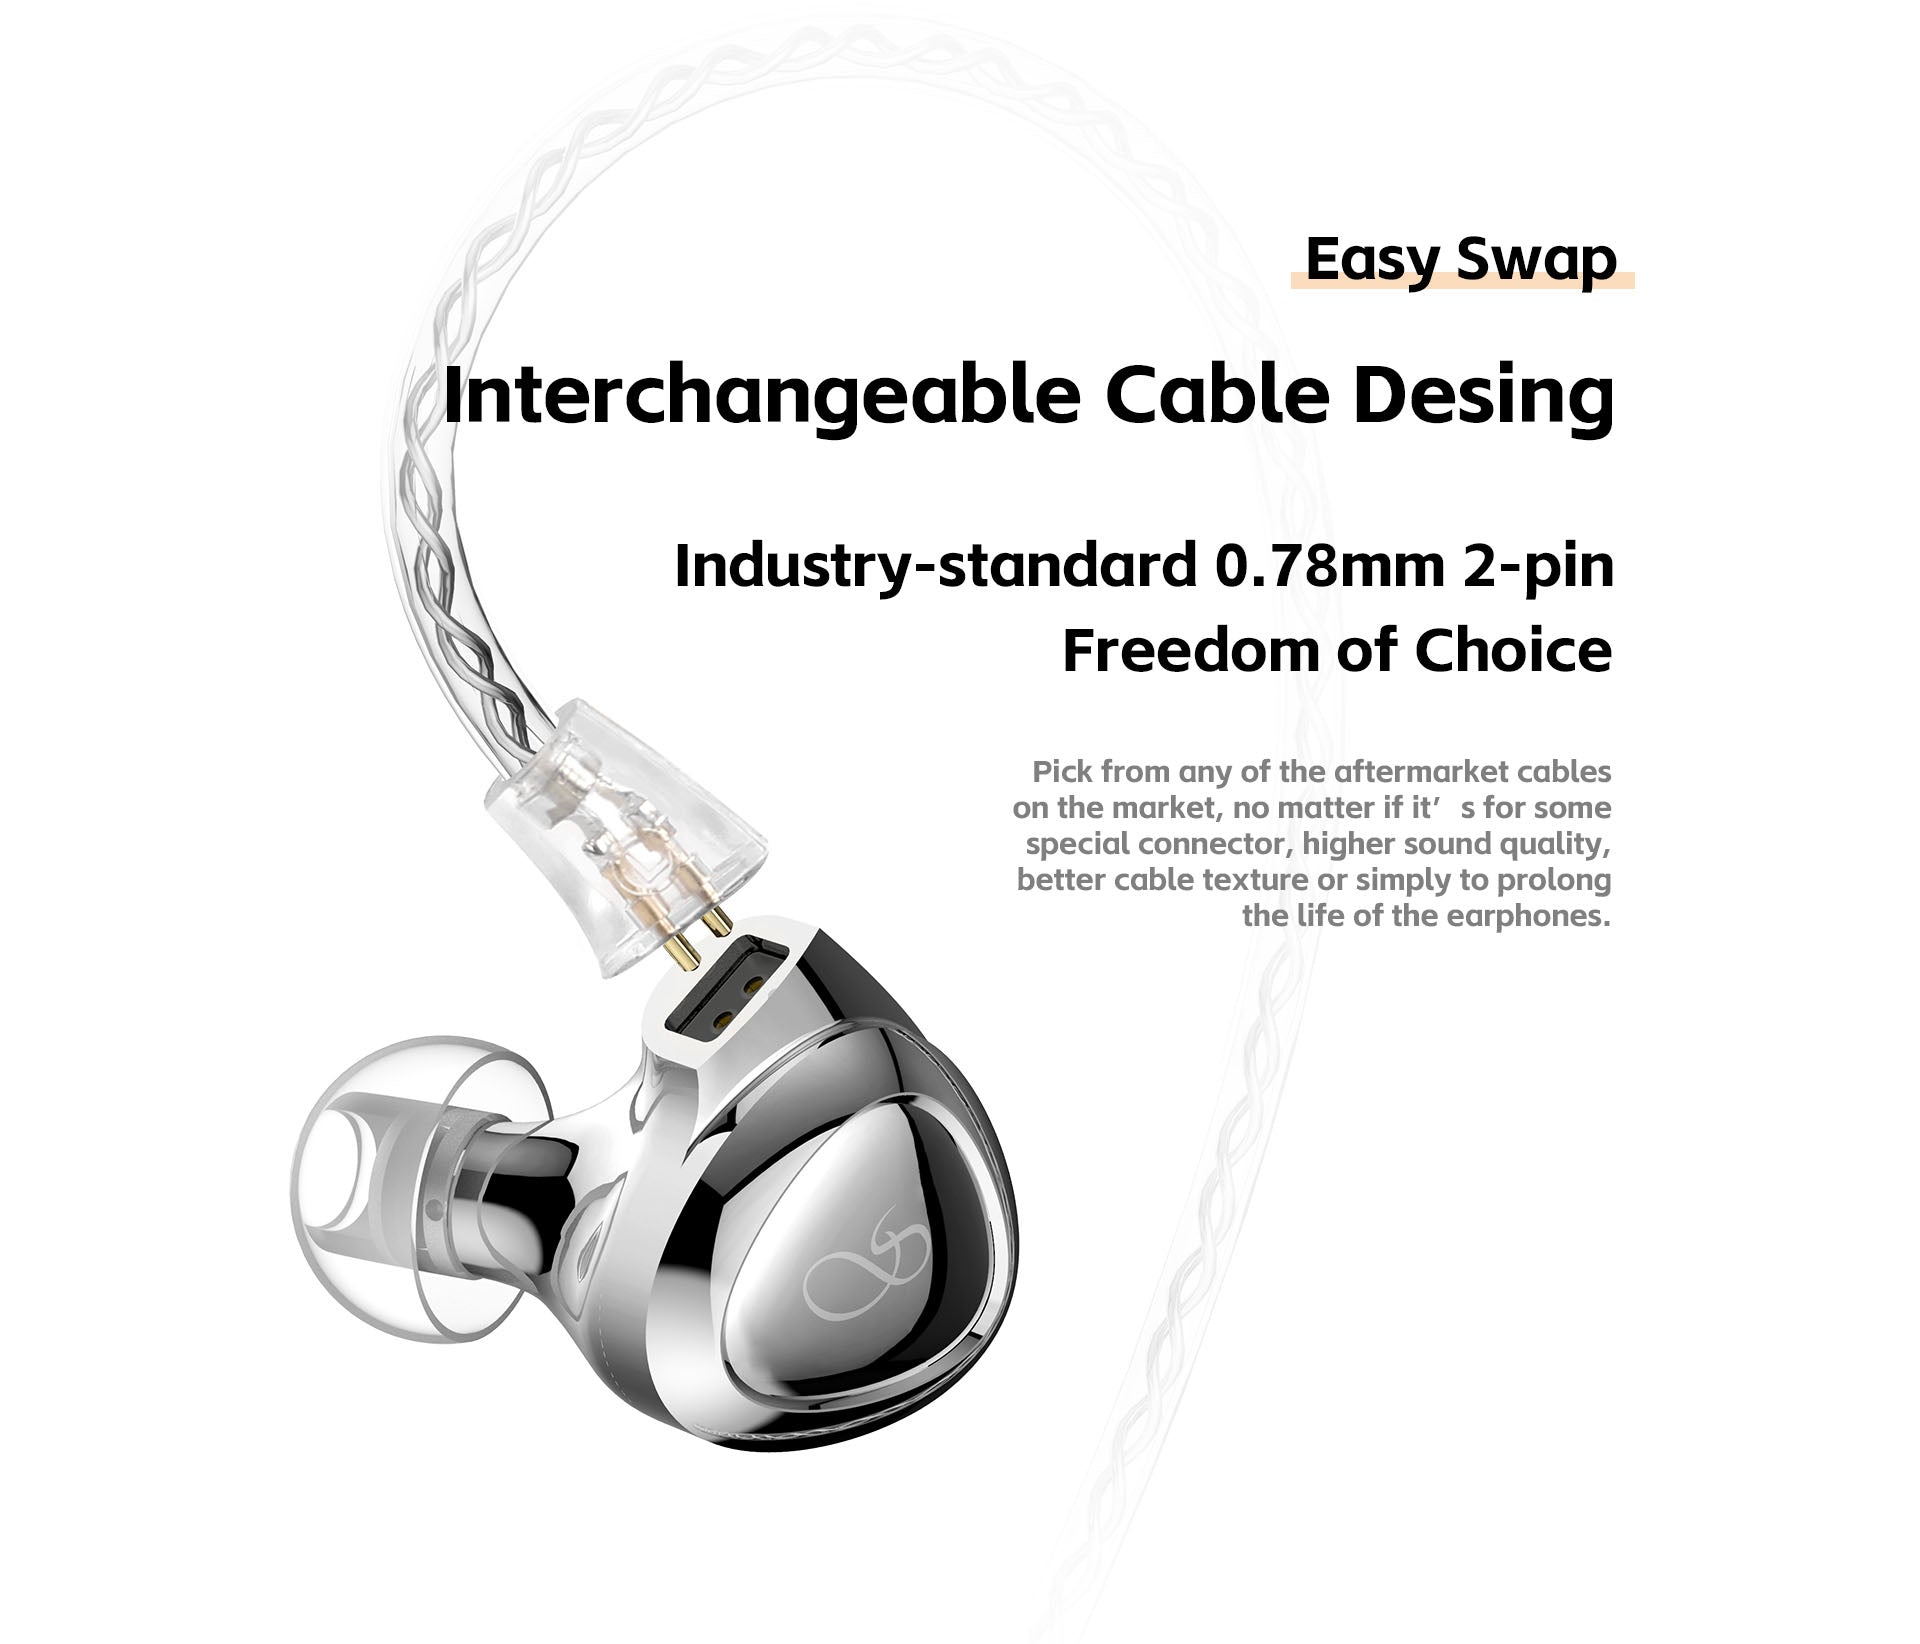 Easy Swap
Interchangeable Cable Desing
Industry-standard 0.78mm 2-pin
Freedom of Choice
Pick from any of the aftermarket cables
on the market, no matter if it’ s for some
special connector, higher sound quality,
better cable texture or simply to prolong
the life of the earphones.